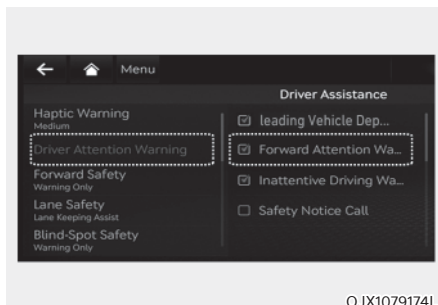 Menu
Driver Assistance
Haptic Warning
Medium
Driver Attention Warning
Forward Safety
Warning Only
Lane Safety
Lane Keeping Assist
Blind-Spot Safety
Warning Only
leading Vehicle Dep...
Forward Attention Wa...
Inattentive Driving Wa...
Safety Notice Call
OJX1079174L